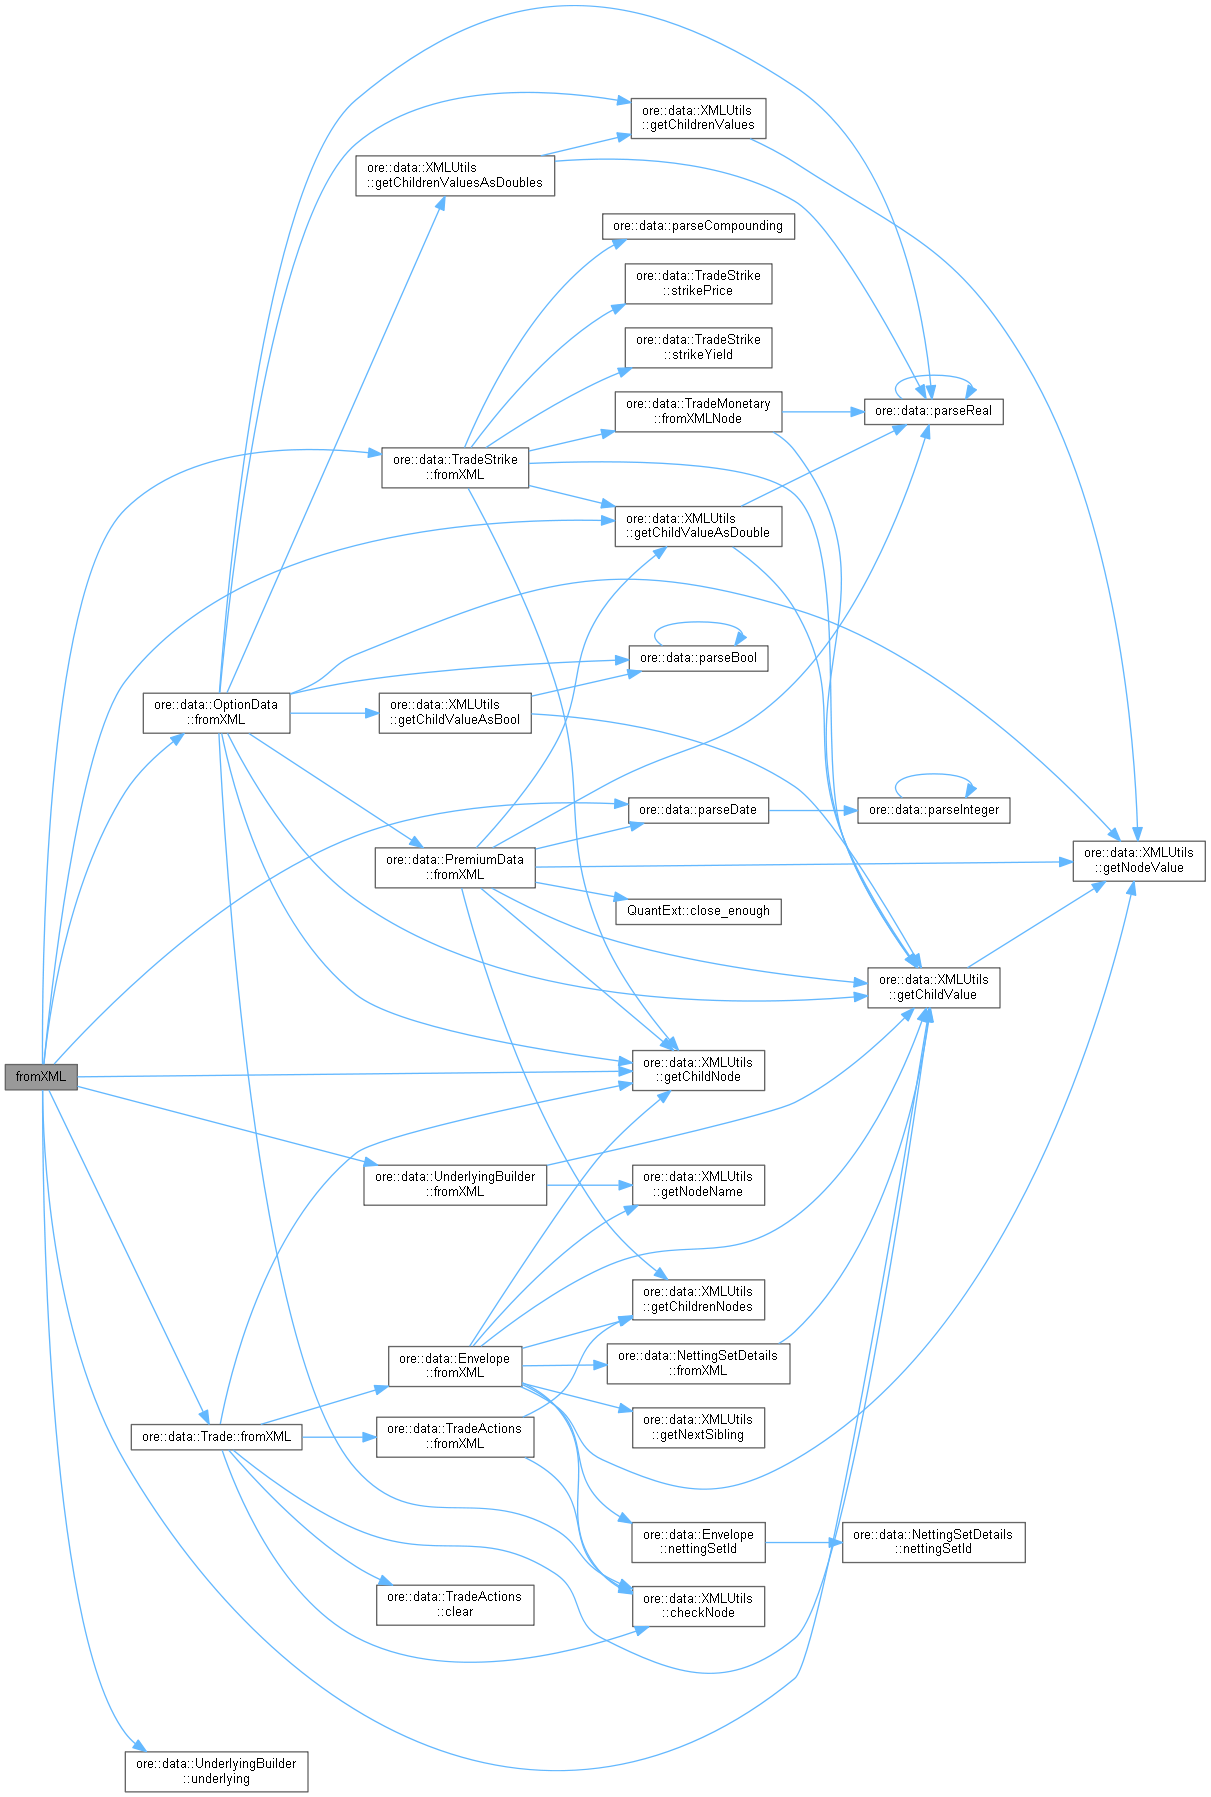 ore::data::XMLUtils
::getChildrenValues
ore::data::XMLUtils
::getChildrenValuesAsDoubles
ore::data::parseCompounding
ore::data::TradeStrike
::strikePrice
ore::data::TradeStrike
::strikeYield
ore::data::TradeMonetary
::fromXMLNode
ore::data::parseReal
ore::data::TradeStrike
::fromXML
ore::data::XMLUtils
::getChildValueAsDouble
ore::data::parseBool
ore::data::OptionData
::fromXML
ore::data::XMLUtils
::getChildValueAsBool
ore::data::parseDate
ore::data::parseInteger
ore::data::PremiumData
::fromXML
ore::data::XMLUtils
::getNodeValue
QuantExt::close_enough
ore::data::XMLUtils
::getChildValue
fromXML
ore::data::XMLUtils
::getChildNode
ore::data::UnderlyingBuilder
::fromXML
ore::data::XMLUtils
::getNodeName
ore::data::XMLUtils
::getChildrenNodes
ore::data::Envelope
::fromXML
ore::data::NettingSetDetails
::fromXML
ore::data::Trade::fromXML
ore::data::TradeActions
::fromXML
ore::data::XMLUtils
::getNextSibling
ore::data::Envelope
::nettingSetId
ore::data::NettingSetDetails
::nettingSetId
ore::data::TradeActions
::clear
ore::data::XMLUtils
::checkNode
ore::data::UnderlyingBuilder
::underlying